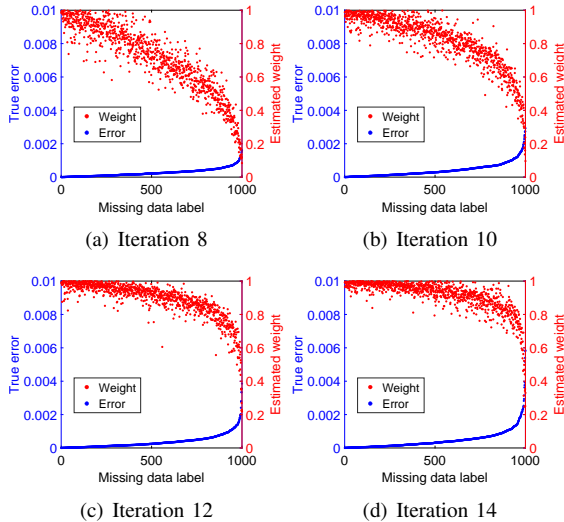 0.01
0.008
0.006
0.004
0.002
0
True error
1
0.8
0.6
0.4
0.2
0
Estimated weight
Weight
Error
0 500 1000
Missing data label
(a) Iteration 8
0.01
0.008
0.006
0.004
0.002
0
True error
1
0.8
0.6
0.4
0.2
0
Estimated weight
Weight
Error
0 500 1000
Missing data label
(b) Iteration 10
0.01
0.008
0.006
0.004
0.002
0
True error
1
0.8
0.6
0.4
0.2
0
Estimated weight
Weight
Error
0 500 1000
Missing data label
(c) Iteration 12
0.01
0.008
0.006
0.004
0.002
0
True error
1
0.8
0.6
0.4
0.2
0
Estimated weight
Weight
Error
0 500 1000
Missing data label
(d) Iteration 14